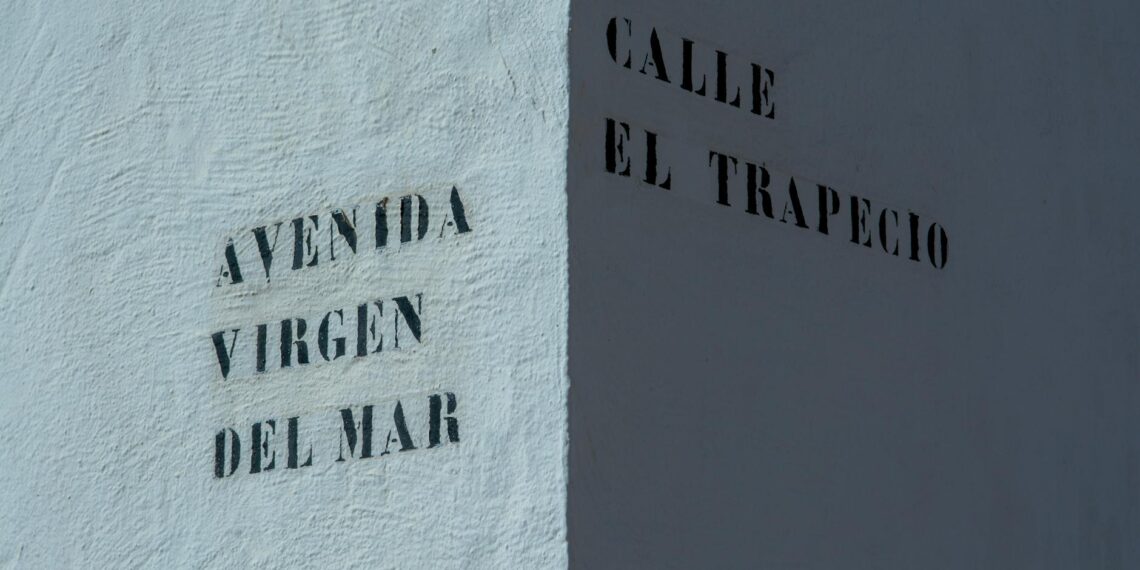 AVENIDA
VIRGEN
DEL MAR
CALLE
EL TRAPECIO